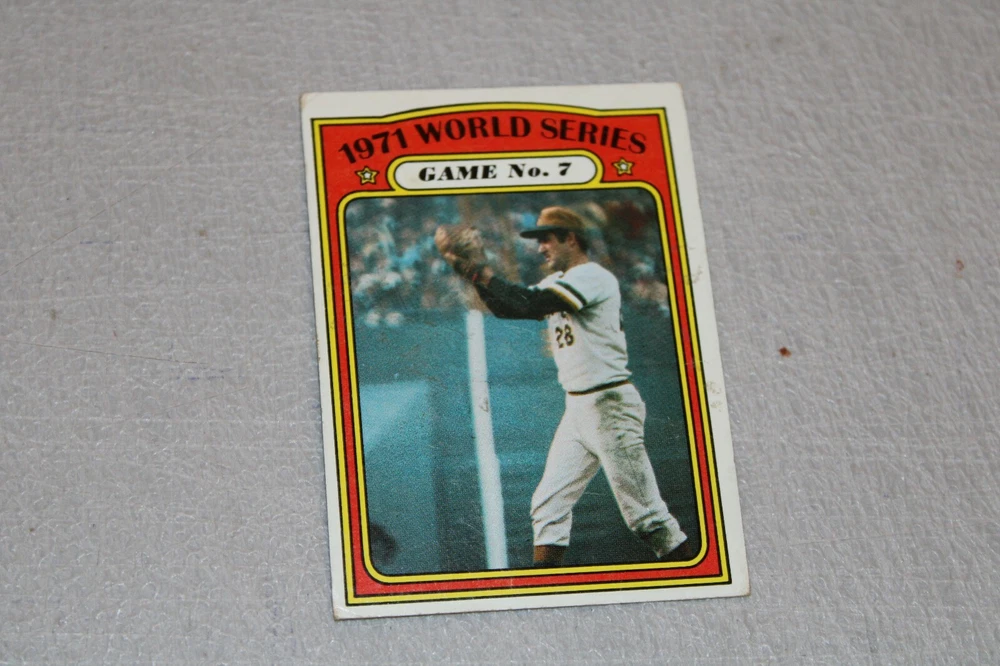 1971 WORLD SERIES
GAME No. 7
28